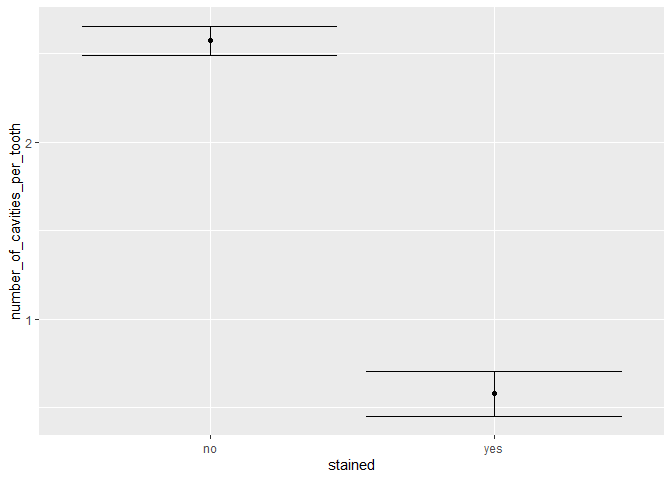 number_of_cavities_per_tooth
2
1
no
yes
stained